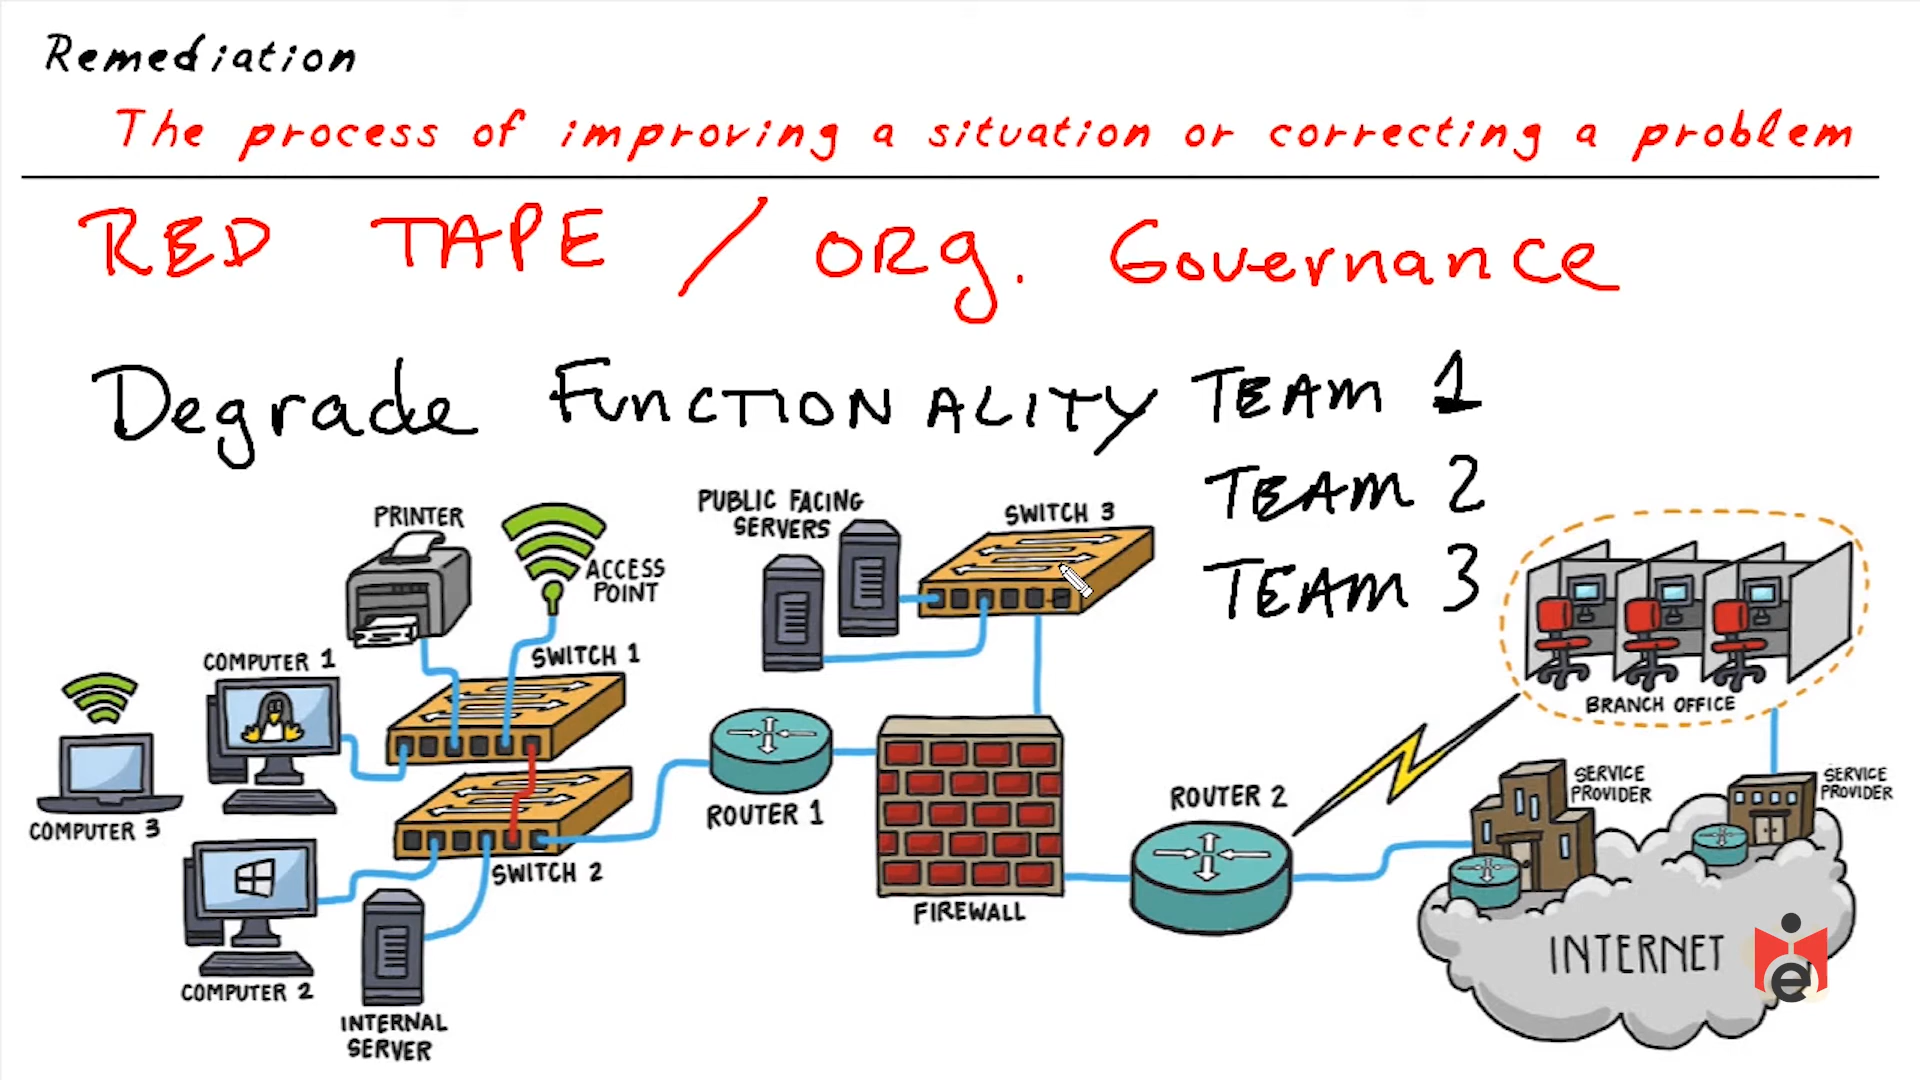 Remediation
The process of improving a situation or correcting a problem
RED TAPE / ORg. Governance
Degrade FUNCTIONALITY
TEAM 1
TEAM 2
TEAM 3
PRINTER
ACCESS
POINT
PUBLIC FACING
SERVERS
SWITCH 3
COMPUTER 1
SWITCH 1
COMPUTER 3
SWITCH 2
ROUTER 1
FIREWALL
ROUTER 2
BRANCH OFFICE
SERVICE
PROVIDER
SERVICE
PROVIDER
COMPUTER 2
INTERNAL
SERVER
INTERNET
e